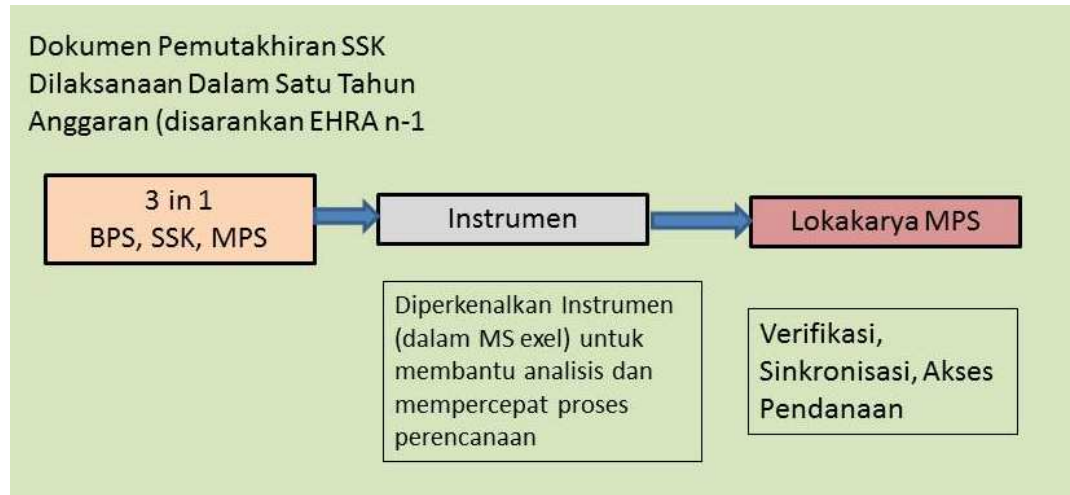 Dokumen Pemutakhiran SSK
Dilaksanaan Dalam Satu Tahun
Anggaran (disarankan EHRA n-1
3 in 1
BPS, SSK, MPS
Instrumen
Lokakarya MPS
Diperkenalkan Instrumen
(dalam MS exel) untuk
membantu analisis dan
mempercepat proses
perencanaan
Verifikasi,
Sinkronisasi, Akses
Pendanaan